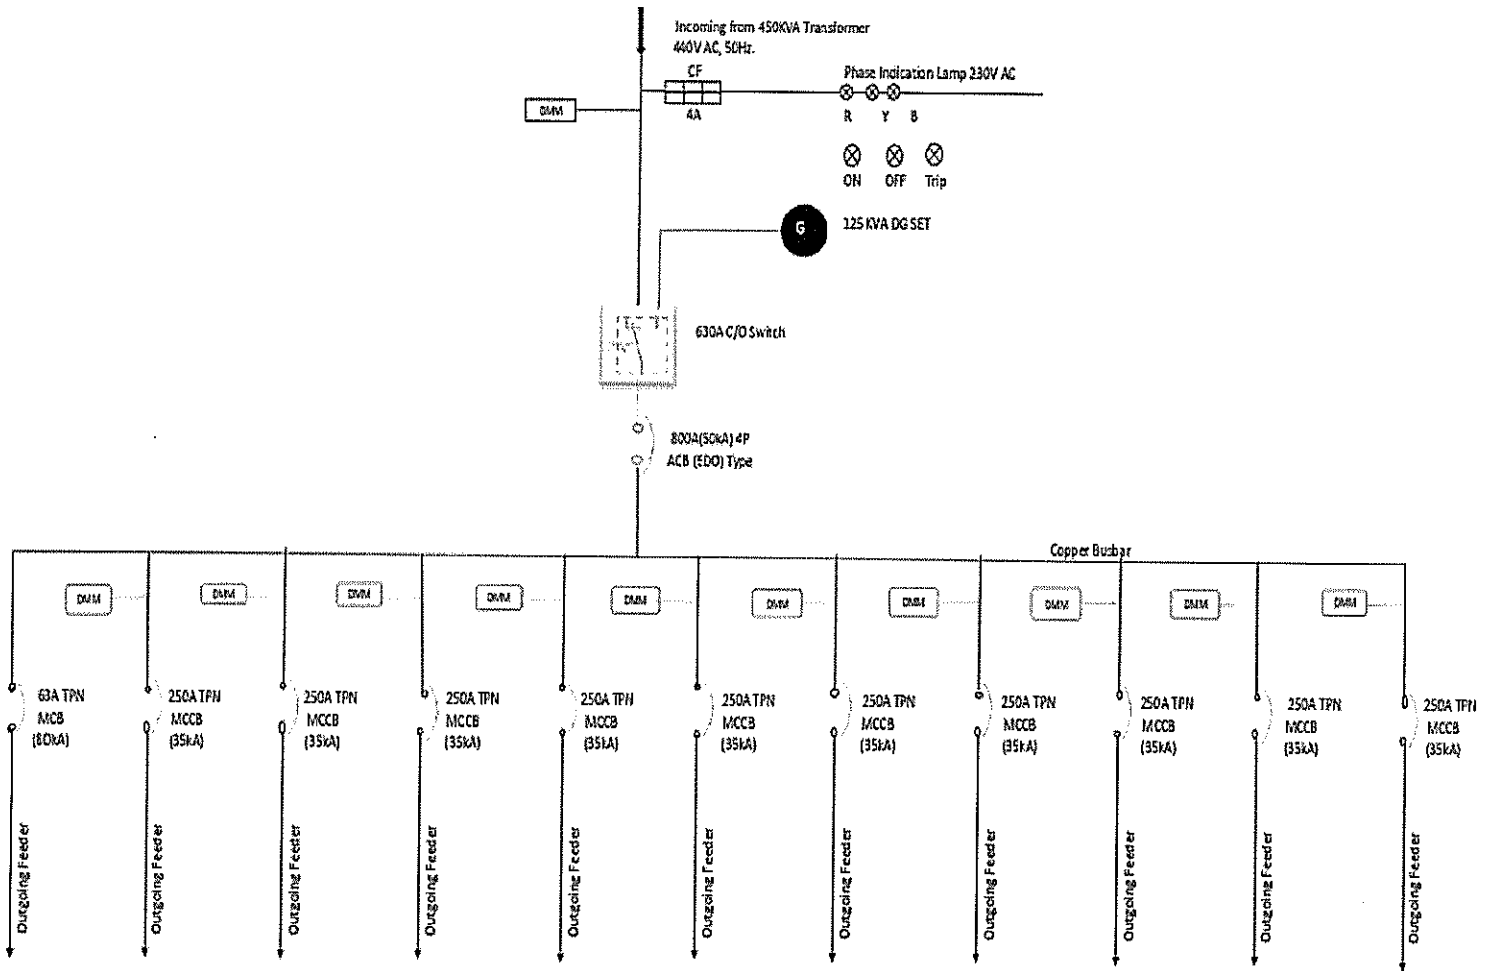 Incoming from 450KVA Transformer
440V AC, 50Hz.
CF
Phase Indication Lamp 230V AC
DMM
4A
R Y B
ON OFF Trip
G
125 KVA DG SET
630A C/O Switch
800A(50kA) 4P
ACB (EDO) Type
Copper Busbar
DMM DMM DMM DMM DMM DMM DMM DMM DMM DMM
63A TPN
MCB
250A TPN
MCCB
(35kA)
250A TPN
MCCB
(35kA)
250A TPN
MCCB
(35kA)
250A TPN
MCCB
(35kA)
250A TPN
MCCB
(35kA)
250A TPN
MCCB
(35kA)
250A TPN
MCCB
(35kA)
250A TPN
MCCB
(35kA)
250A TPN
MCCB
(35kA)
250A TPN
MCCB
(35kA)
Outgoing Feeder
Outgoing Feeder
Outgoing Feeder
Outgoing Feeder
Outgoing Feeder
Outgoing Feeder
Outgoing Feeder
Outgoing Feeder
Outgoing Feeder
Outgoing Feeder
Outgoing Feeder